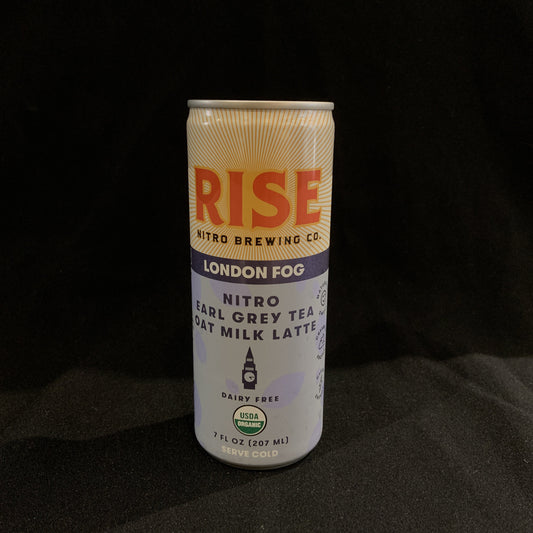 RISE
NITRO BREWING CO.
LONDON FOG
NITRO
EARL GREY TEA
OAT MILK LATTE
DAIRY FREE
USDA
ORGANIC
7 FL OZ (207 ML)
SERVE COLD